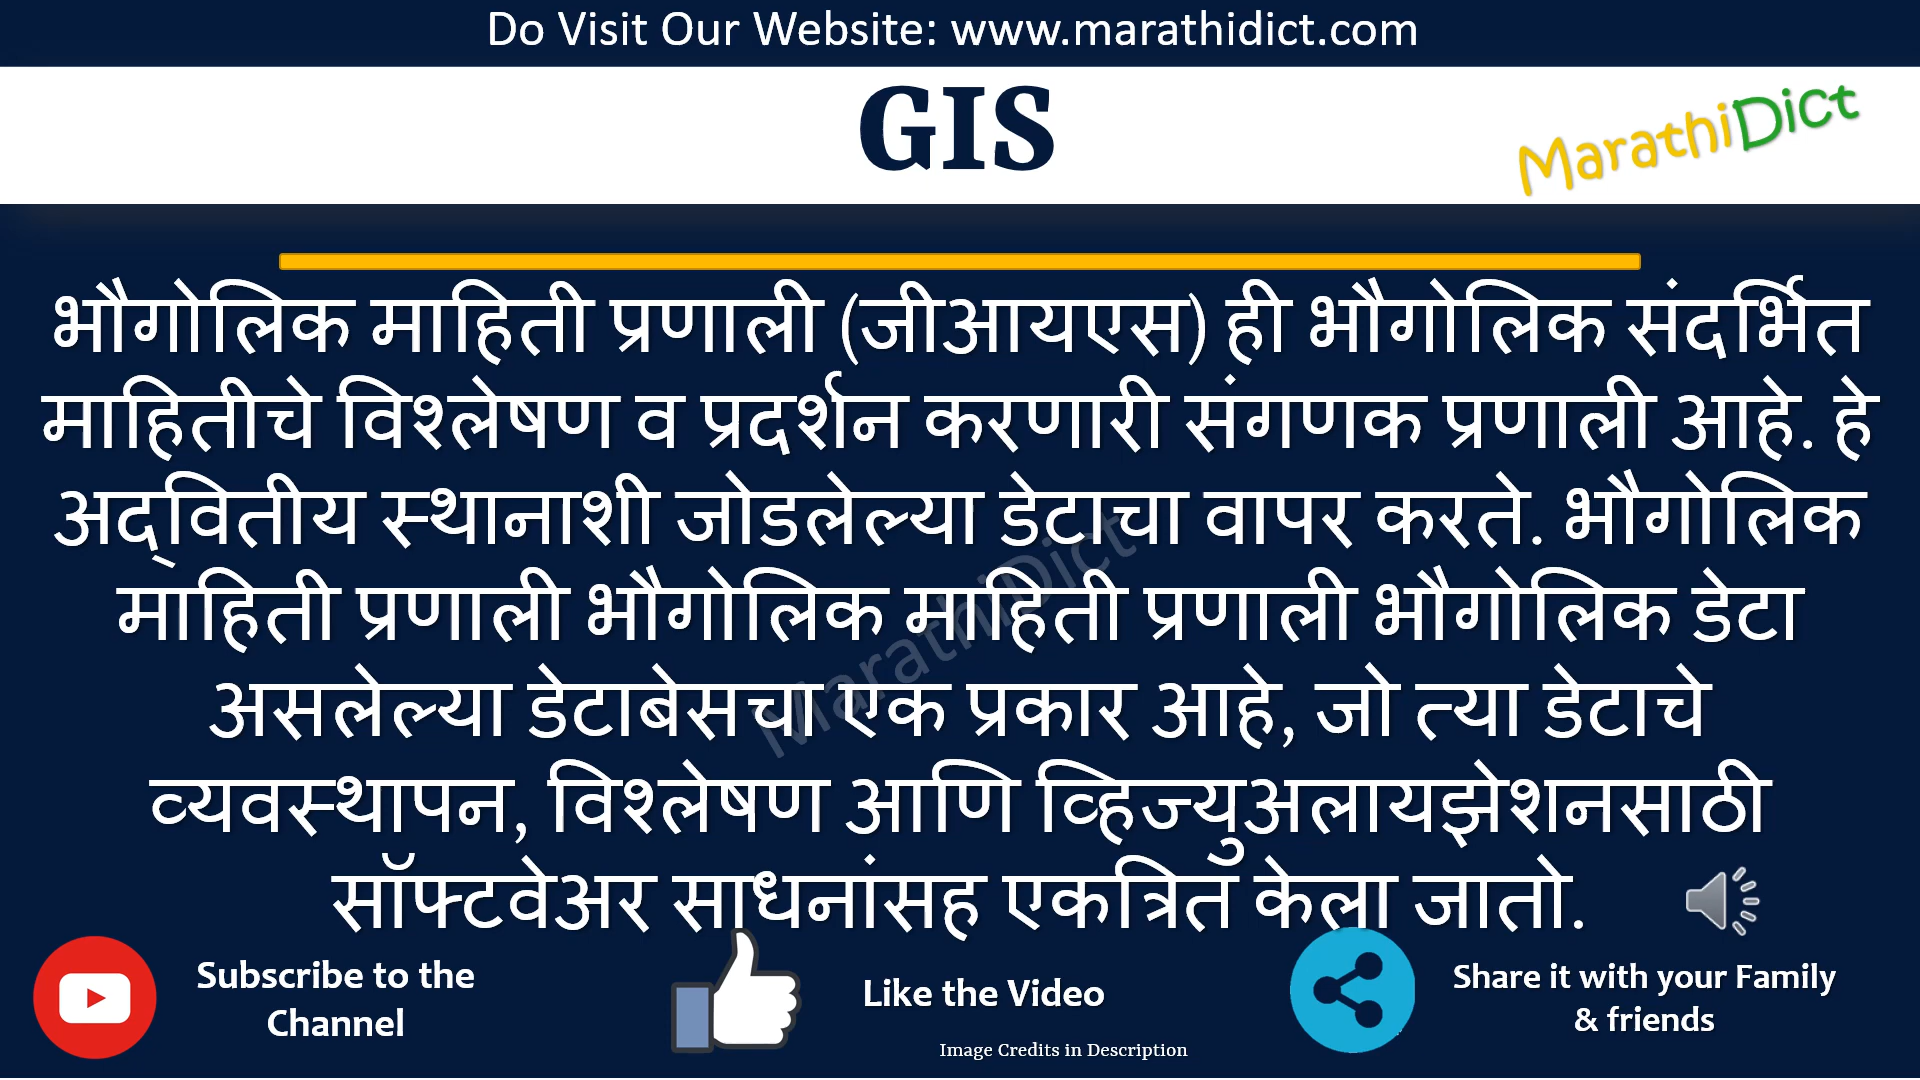 Do Visit Our Website: www.marathidict.com
GIS
MarathiDict
भौगोलिक माहिती प्रणाली (जीआयएस) ही भौगोलिक संदर्भित
माहितीचे विश्लेषण व प्रदर्शन करणारी संगणक प्रणाली आहे. हे
अद्वितीय स्थानाशी जोडलेल्या डेटाचा वापर करते. भौगोलिक
माहिती प्रणाली भौगोलिक माहिती प्रणाली भौगोलिक डेटा
असलेल्या डेटाबेसचा एक प्रकार आहे, जो त्या डेटाचे
व्यवस्थापन, विश्लेषण आणि व्हिज्युअलायझेशनसाठी
सॉफ्टवेअर साधनांसह एकत्रित केला जातो.
MarathiDict
Subscribe to the
Channel
Like the Video
Share it with your Family
& friends
Image Credits in Description